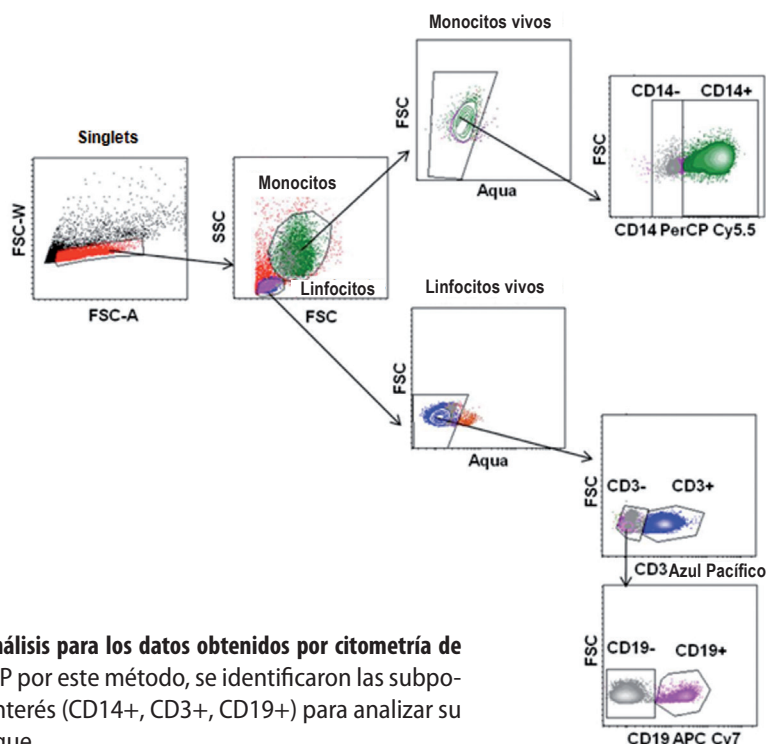 Monocitos vivos
FSC
Aqua
CD14- CD14+
FSC
CD14 PerCP Cy5.5
Singlets
FSC-W
FSC-A
Monocitos
SSC
Linfocitos
FSC
Linfocitos vivos
FSC
Aqua
CD3- CD3+
FSC
CD3 Azul Pacífico
CD19- CD19+
FSC
CD19 APC Cy7
nálisis para los datos obtenidos por citometría de
P por este método, se identificaron las subpo-
nterés (CD14+, CD3+, CD19+) para analizar su